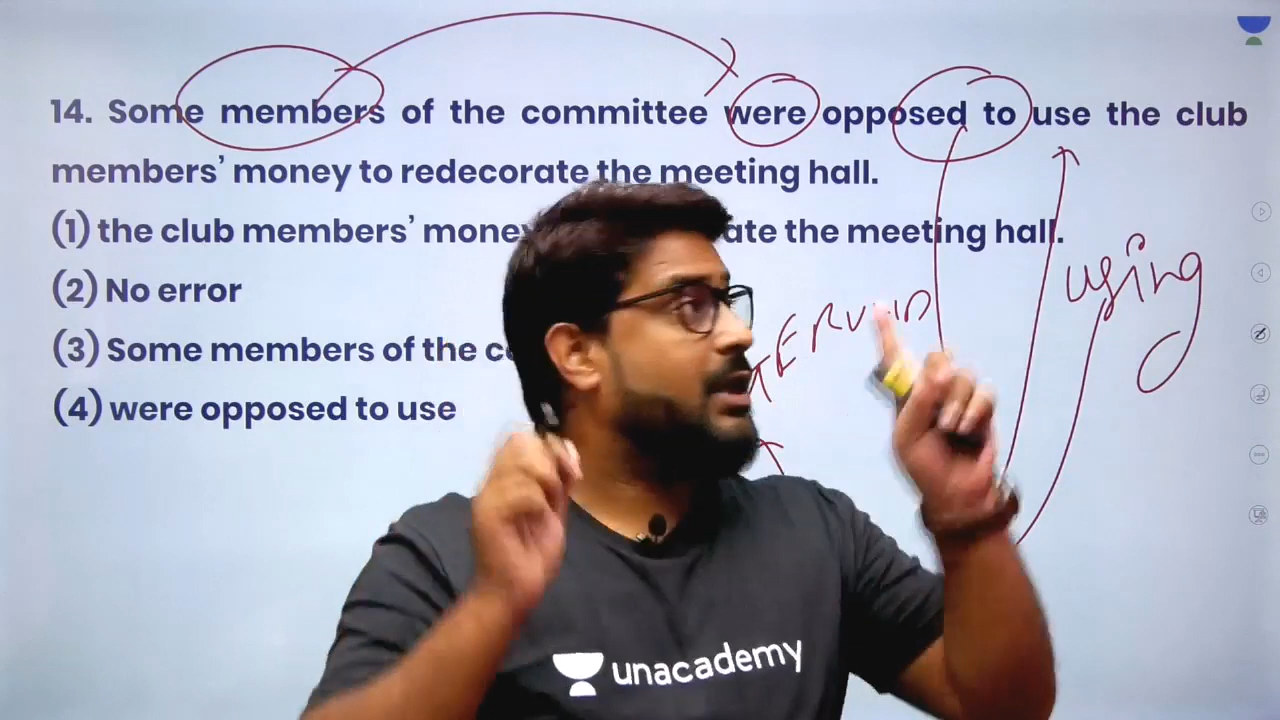 14. Some members of the committee were opposed to use the club
members' money to redecorate the meeting hall.
(1) the club members' money ate the meeting hall.
(2) No error
(3) Some members of the
(4) were opposed to use
using
unacademy